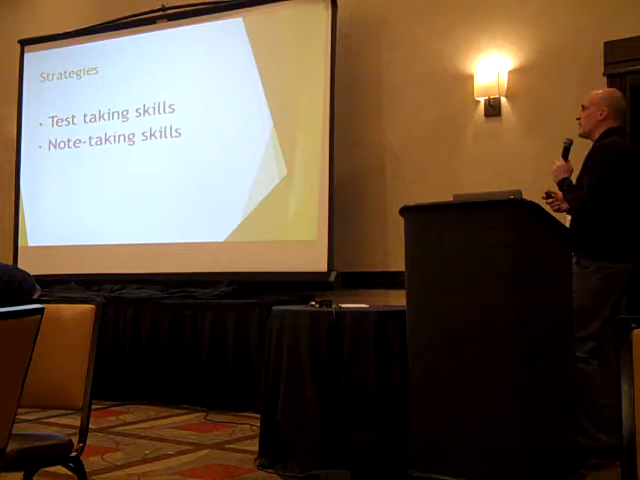 Strategies
• Test taking skills
• Note-taking skills